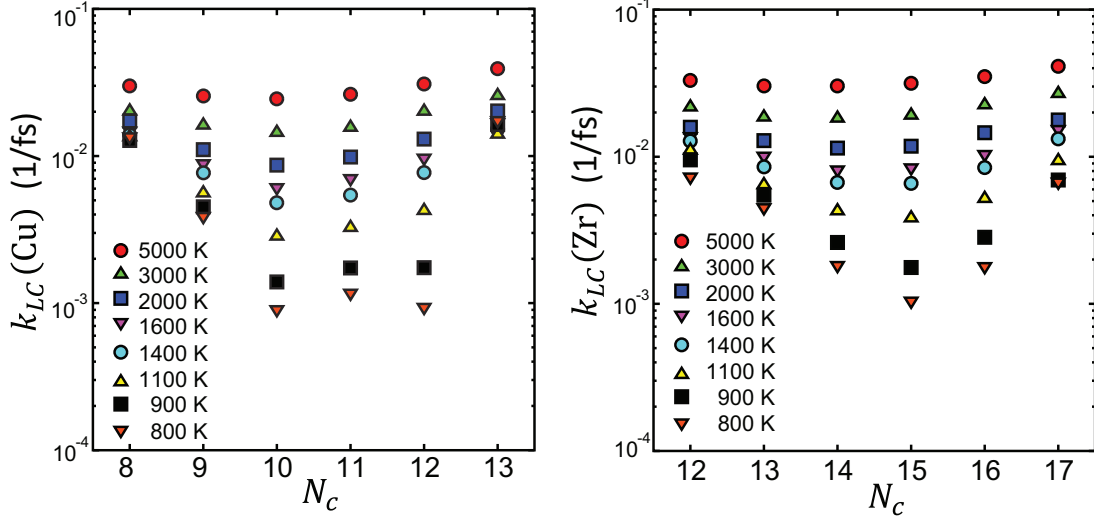 10⁻¹
10⁻²
10⁻³
10⁻⁴
k_LC(Cu) (1/fs)
5000 K
3000 K
2000 K
1600 K
1400 K
1100 K
900 K
800 K
8 9 10 11 12 13
N_c
10⁻¹
10⁻²
10⁻³
10⁻⁴
k_LC(Zr) (1/fs)
5000 K
3000 K
2000 K
1600 K
1400 K
1100 K
900 K
800 K
12 13 14 15 16 17
N_c